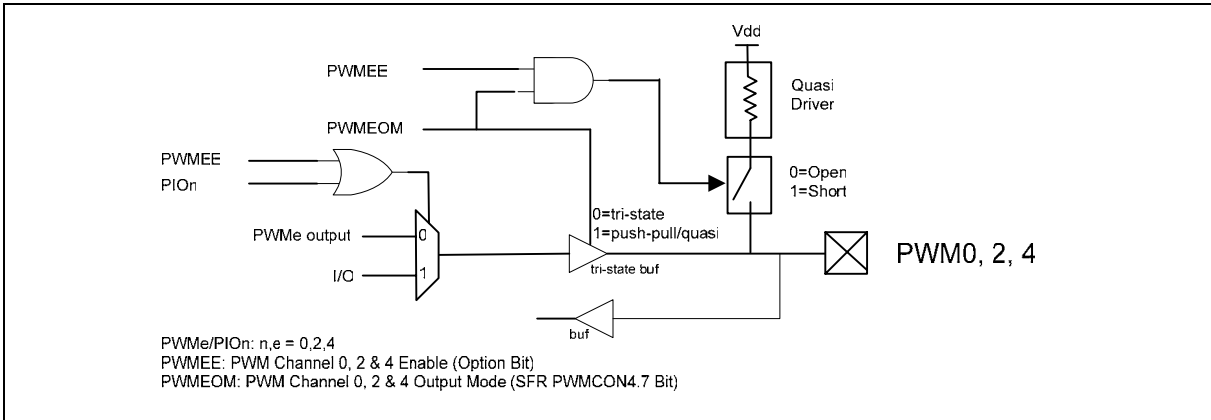 Vdd
PWMEE
Quasi
Driver
PWMEOM
PWMEE
PIOn
0=Open
1=Short
0=tri-state
1=push-pull/quasi
PWMe output
0
I/O
1
tri-state buf
PWM0, 2, 4
buf
PWMe/PIOn: n,e = 0,2,4
PWMEE: PWM Channel 0, 2 & 4 Enable (Option Bit)
PWMEOM: PWM Channel 0, 2 & 4 Output Mode (SFR PWMCON4.7 Bit)